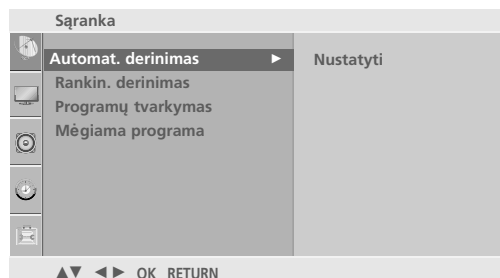 Sąranka
Automat. derinimas ► Nustatyti
Rankin. derinimas
Programų tvarkymas
Mėgiama programa
▲▼ ◄► OK RETURN